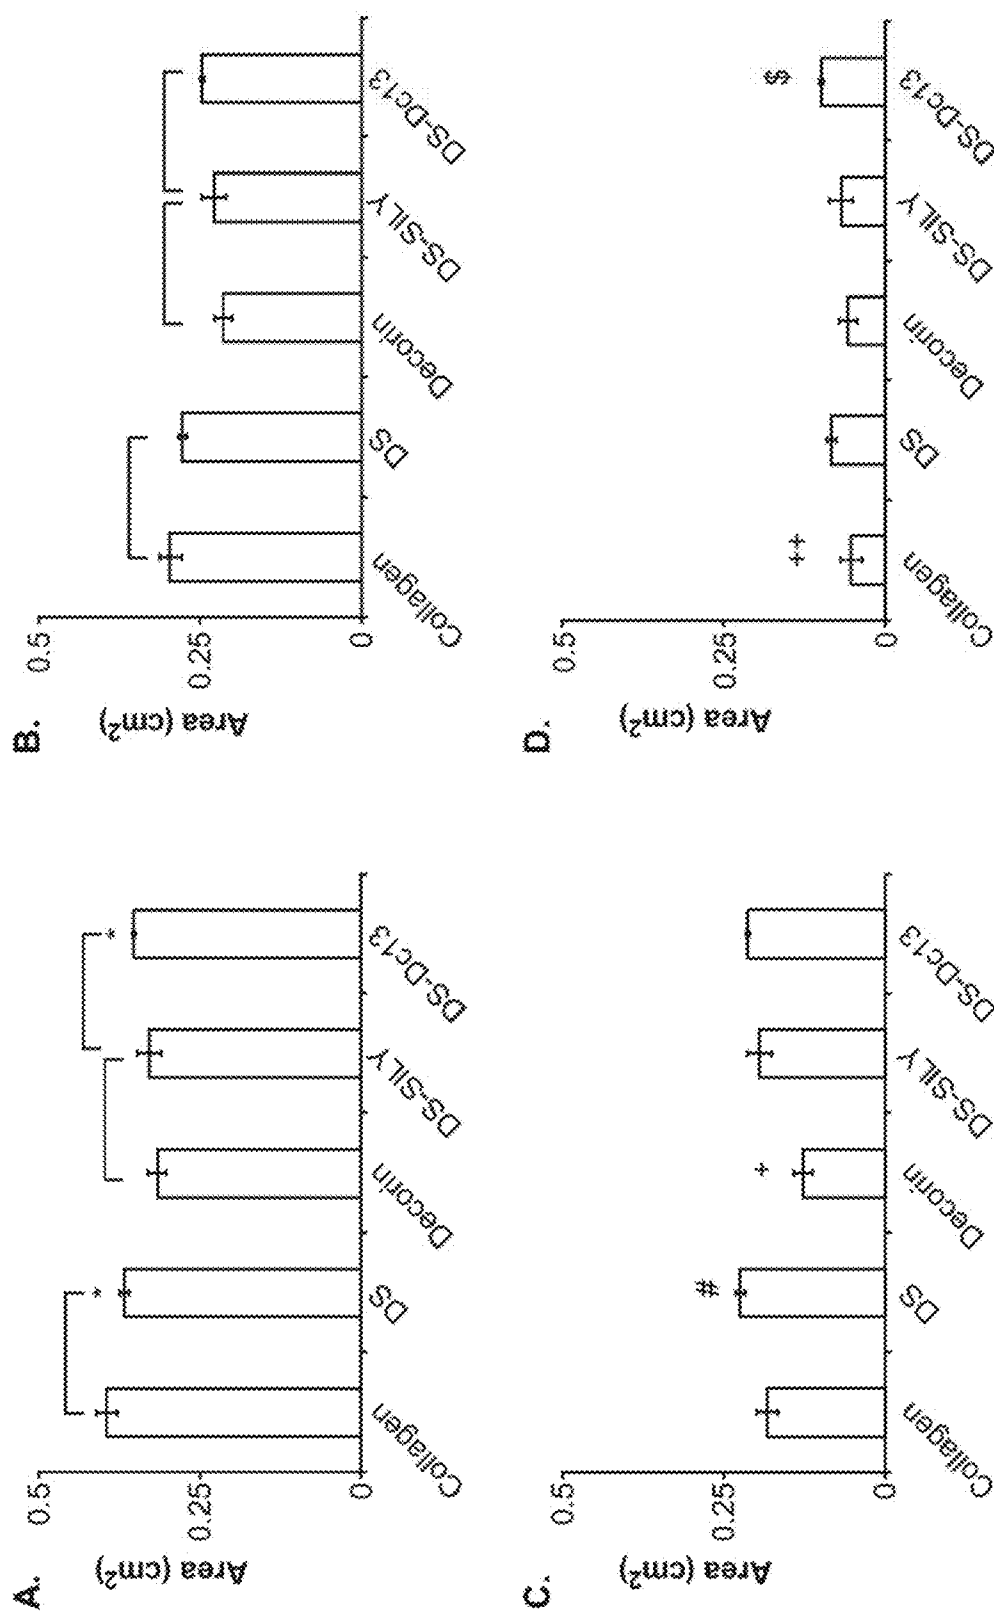 A.
Area (cm²)
0.5
0.25
0
*
*
Collagen
DS
Decorin
DS-SILY
DS-Dc13
B.
Area (cm²)
0.5
0.25
0
Collagen
DS
Decorin
DS-SILY
DS-Dc13
C.
Area (cm²)
0.5
0.25
0
#
+
Collagen
DS
Decorin
DS-SILY
DS-Dc13
D.
Area (cm²)
0.5
0.25
0
++
$
Collagen
DS
Decorin
DS-SILY
DS-Dc13